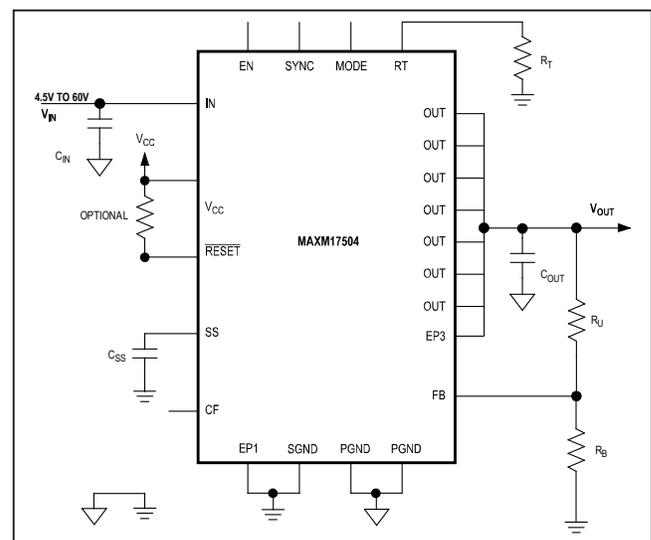 EN SYNC MODE RT
R_T
4.5V TO 60V
V_IN
IN
C_IN
V_CC
V_CC
OPTIONAL
RESET
MAXM17504
OUT
OUT
OUT
OUT
OUT
OUT
OUT
EP3
V_OUT
C_OUT
R_U
SS
C_SS
FB
CF
R_B
EP1 SGND PGND PGND